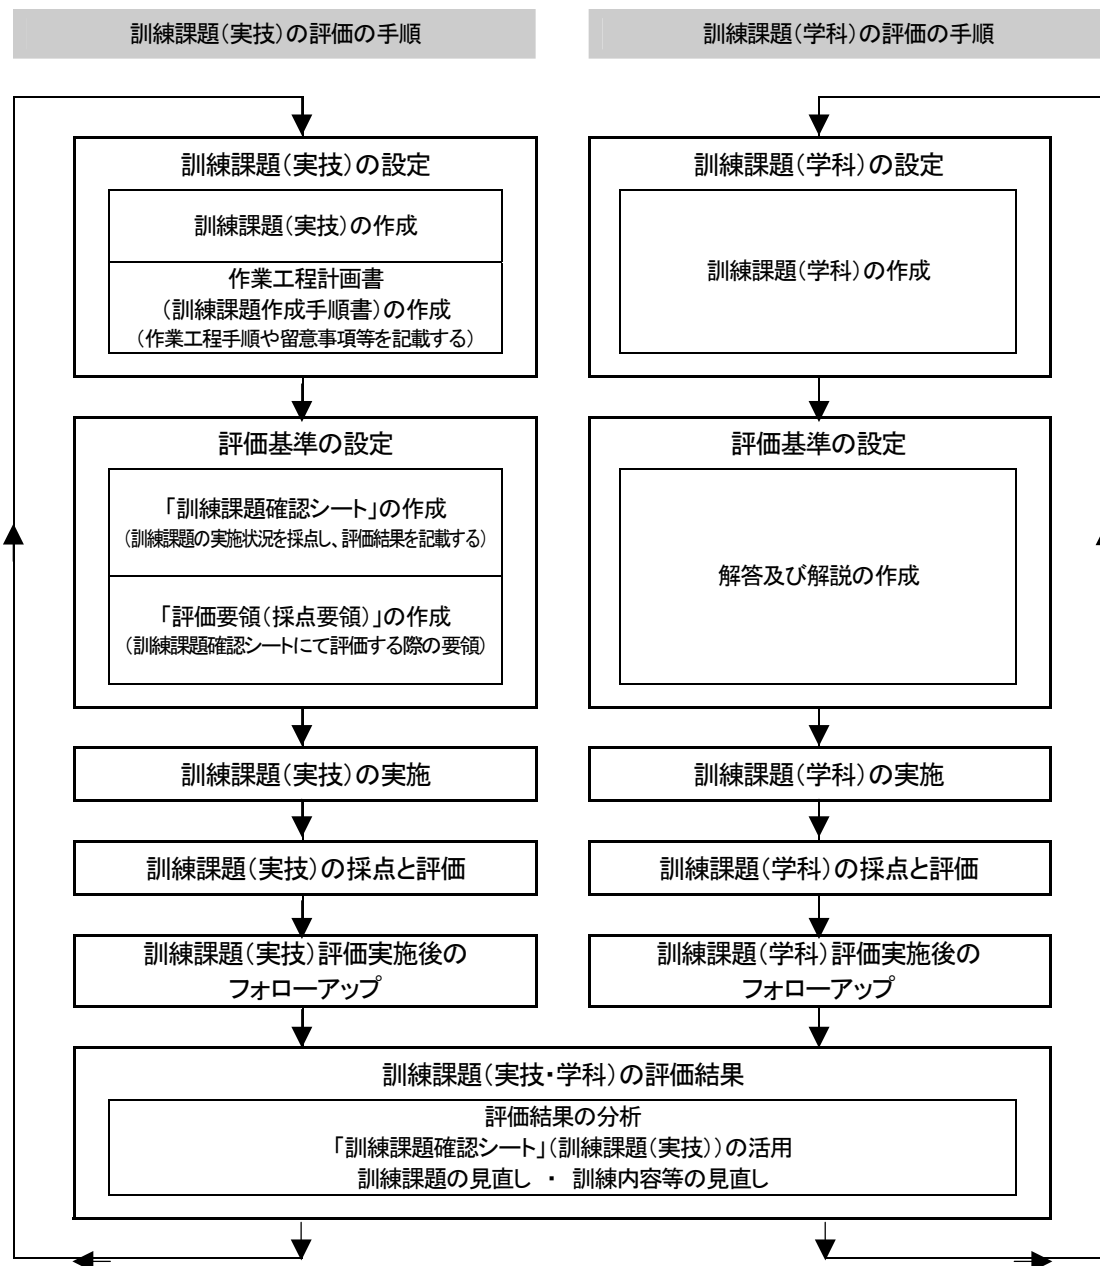 訓練課題(実技)の評価の手順
訓練課題(学科)の評価の手順
訓練課題(実技)の設定
訓練課題(実技)の作成
作業工程計画書
(訓練課題作成手順書)の作成
(作業工程手順や留意事項等を記載する)
評価基準の設定
「訓練課題確認シート」の作成
(訓練課題の実施状況を採点し、評価結果を記載する)
「評価要領(採点要領)」の作成
(訓練課題確認シートにて評価する際の要領)
訓練課題(実技)の実施
訓練課題(実技)の採点と評価
訓練課題(実技)評価実施後の
フォローアップ
訓練課題(学科)の設定
訓練課題(学科)の作成
評価基準の設定
解答及び解説の作成
訓練課題(学科)の実施
訓練課題(学科)の採点と評価
訓練課題(学科)評価実施後の
フォローアップ
訓練課題(実技・学科)の評価結果
評価結果の分析
「訓練課題確認シート」(訓練課題(実技))の活用
訓練課題の見直し ・ 訓練内容等の見直し